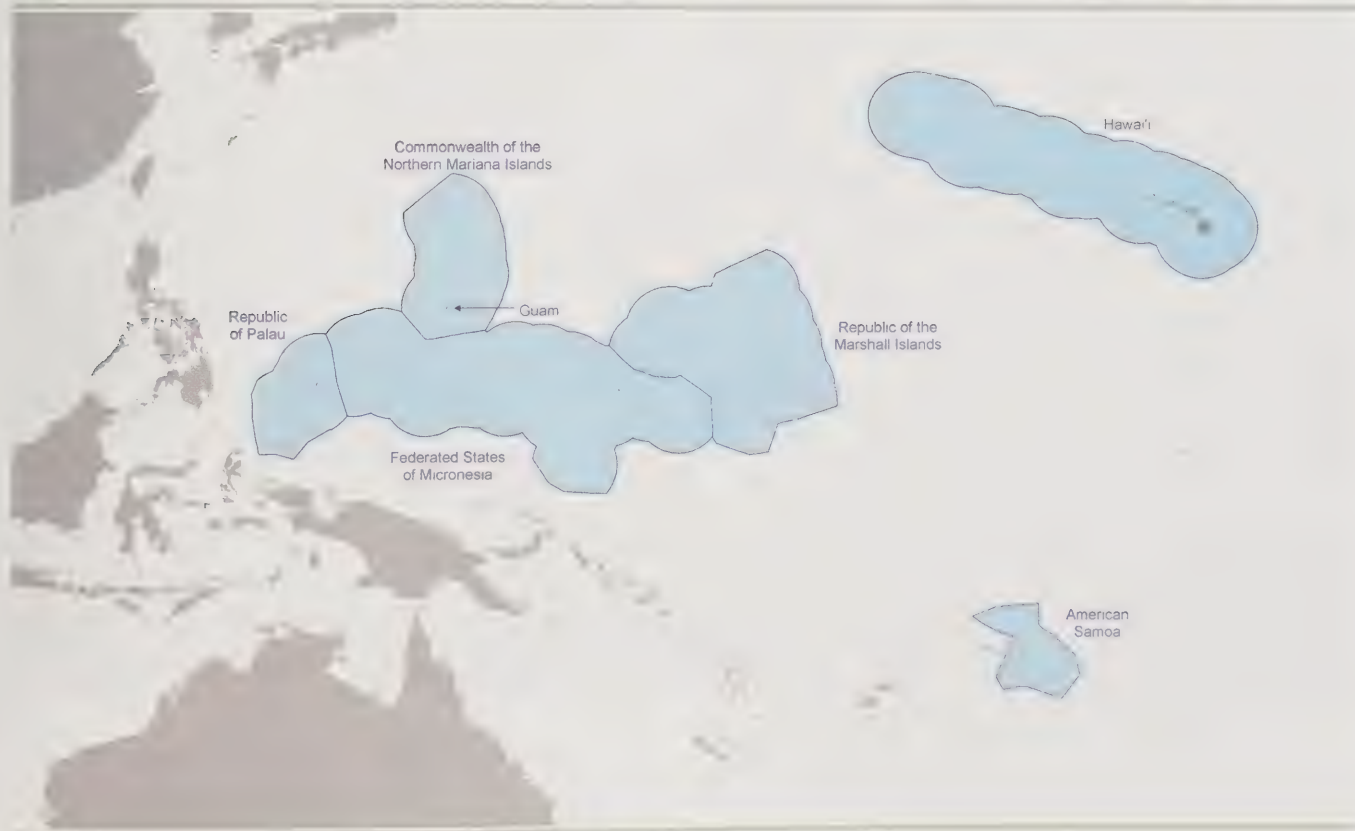 Hawai'i
Commonwealth of the
Northern Mariana Islands
Guam
Republic
of Palau
Republic of the
Marshall Islands
Federated States
of Micronesia
American
Samoa